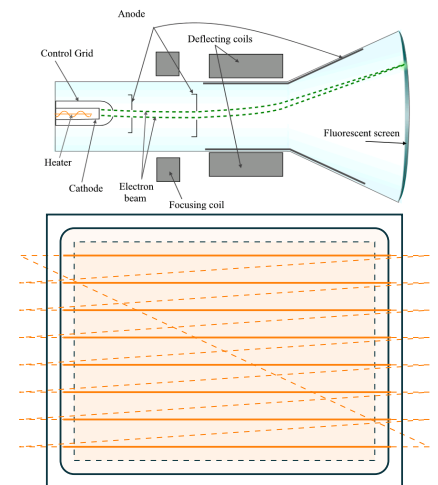 Anode
Deflecting coils
Control Grid
Fluorescent screen
Heater
Cathode
Electron
beam
Focusing coil